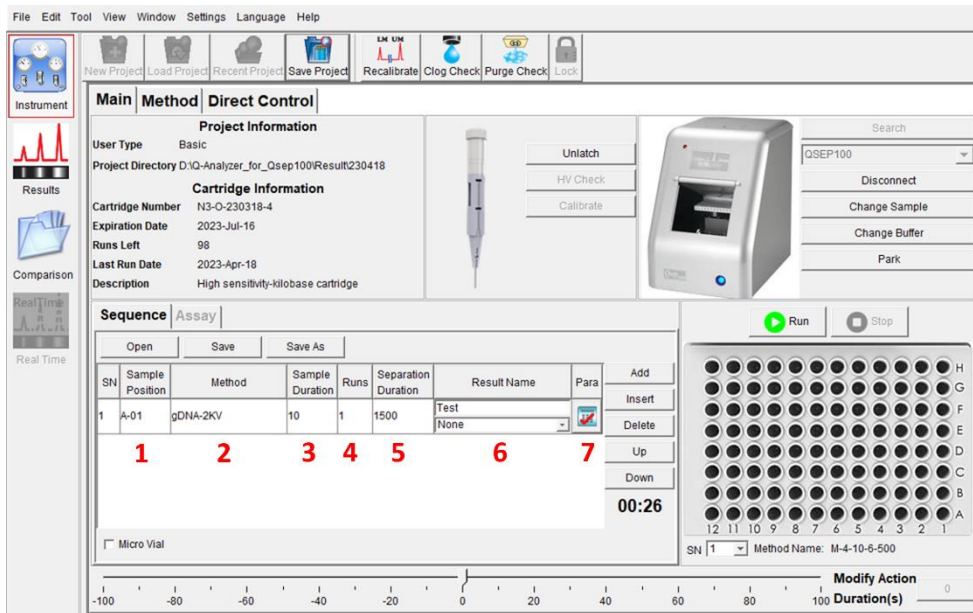 File Edit Tool View Window Settings Language Help
Instrument
Results
Comparison
RealTime
Real Time
New Project Load Project Recent Project Save Project
LM UM
Recalibrate Clog Check Purge Check Lock
Main Method Direct Control
Project Information
User Type Basic
Project Directory D:\Q-Analyzer_for_Qsep100\Result\230418
Cartridge Information
Cartridge Number N3-O-230318-4
Expiration Date 2023-Jul-16
Runs Left 98
Last Run Date 2023-Apr-18
Description High sensitivity-kilobase cartridge
Unlatch
HV Check
Calibrate
Search
QSEP100
Disconnect
Change Sample
Change Buffer
Park
Sequence Assay
Open Save Save As
SN Sample Position Method Sample Duration Runs Separation Duration Result Name Para
1 A-01 gDNA-2KV 10 1 1500 Test
None
1 2 3 4 5 6 7
Add
Insert
Delete
Up
Down
00:26
Micro Vial
Run Stop
H
G
F
E
D
C
B
A
12 11 10 9 8 7 6 5 4 3 2 1
SN 1 Method Name: M-4-10-6-500
-100 -80 -60 -40 -20 0 20 40 60 80 100
Modify Action
Duration(s) 0